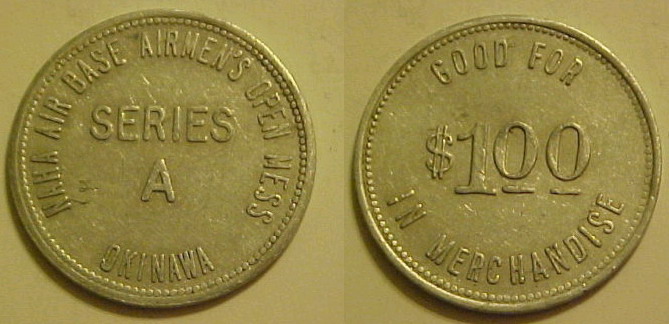 NAHA AIR BASE AIRMEN'S OPEN MESS
SERIES
A
OKINAWA
GOOD FOR
$100
IN MERCHANDISE